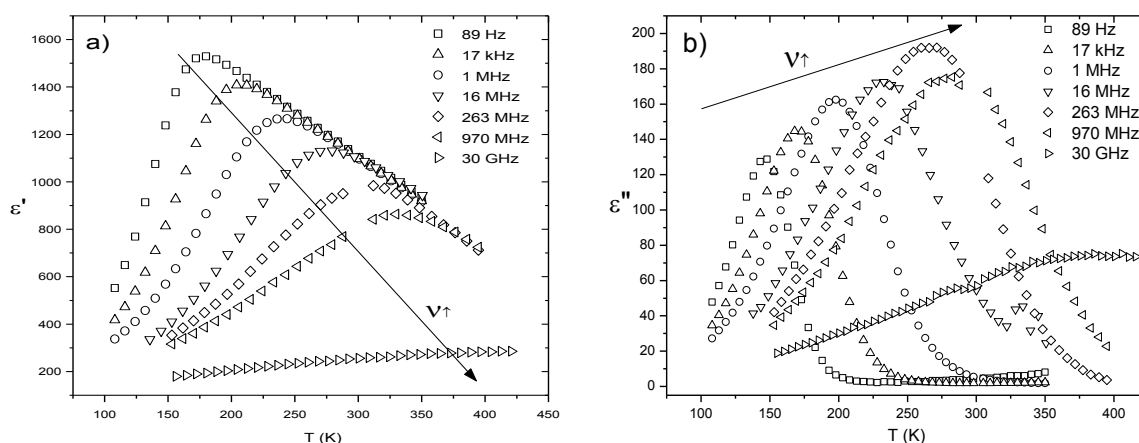 a)
ν↑
89 Hz
17 kHz
1 MHz
16 MHz
263 MHz
970 MHz
30 GHz
ε'
1600
1400
1200
1000
800
600
400
200
100 150 200 250 300 350 400 450
T (K)
b)
ν↑
89 Hz
17 kHz
1 MHz
16 MHz
263 MHz
970 MHz
30 GHz
ε"
200
180
160
140
120
100
80
60
40
20
0
100 150 200 250 300 350 400
T (K)